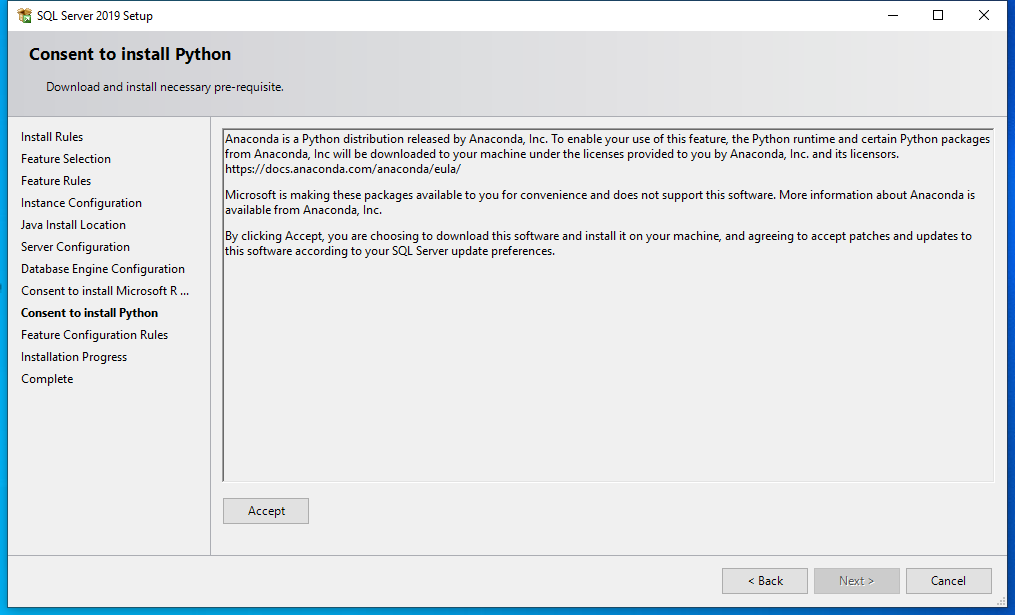 SQL Server 2019 Setup
Consent to install Python
Download and install necessary pre-requisite.
Install Rules
Feature Selection
Feature Rules
Instance Configuration
Java Install Location
Server Configuration
Database Engine Configuration
Consent to install Microsoft R ...
Consent to install Python
Feature Configuration Rules
Installation Progress
Complete
Anaconda is a Python distribution released by Anaconda, Inc. To enable your use of this feature, the Python runtime and certain Python packages
from Anaconda, Inc will be downloaded to your machine under the licenses provided to you by Anaconda, Inc. and its licensors.
https://docs.anaconda.com/anaconda/eula/
Microsoft is making these packages available to you for convenience and does not support this software. More information about Anaconda is
available from Anaconda, Inc.
By clicking Accept, you are choosing to download this software and install it on your machine, and agreeing to accept patches and updates to
this software according to your SQL Server update preferences.
Accept
< Back
Next >
Cancel